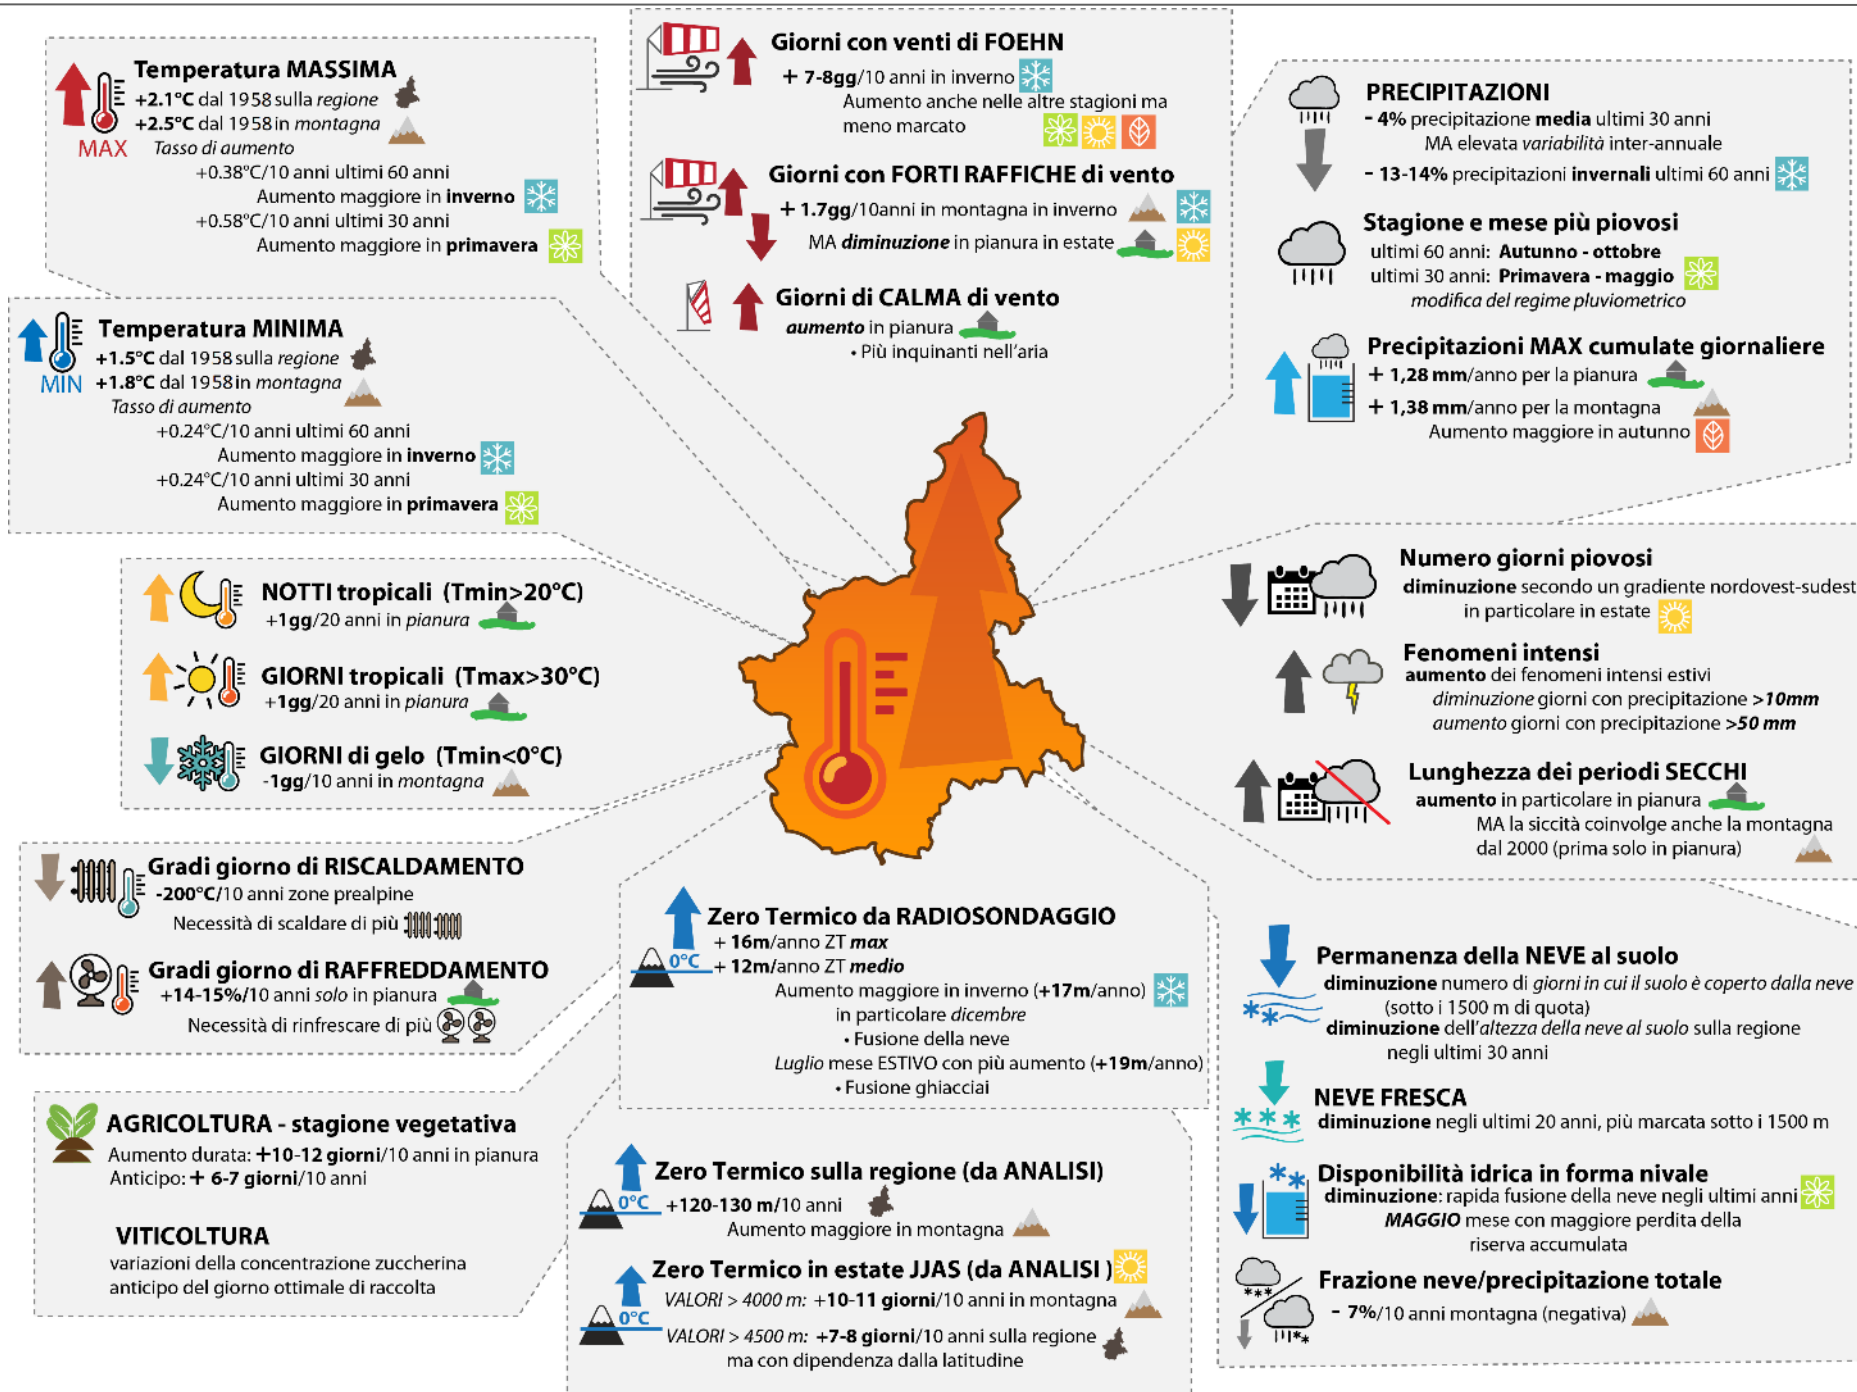 Temperatura MASSIMA
+2.1°C dal 1958 sulla regione
+2.5°C dal 1958 in montagna
MAX
Tasso di aumento
+0.38°C/10 anni ultimi 60 anni
Aumento maggiore in inverno
+0.58°C/10 anni ultimi 30 anni
Aumento maggiore in primavera
Temperatura MINIMA
+1.5°C dal 1958 sulla regione
MIN
+1.8°C dal 1958 in montagna
Tasso di aumento
+0.24°C/10 anni ultimi 60 anni
Aumento maggiore in inverno
+0.24°C/10 anni ultimi 30 anni
Aumento maggiore in primavera
NOTTI tropicali (Tmin>20°C)
+1gg/20 anni in pianura
GIORNI tropicali (Tmax>30°C)
+1gg/20 anni in pianura
GIORNI di gelo (Tmin<0°C)
-1gg/10 anni in montagna
Gradi giorno di RISCALDAMENTO
-200°C/10 anni zone prealpine
Necessità di scaldare di più
Gradi giorno di RAFFREDDAMENTO
+14-15%/10 anni solo in pianura
Necessità di rinfrescare di più
AGRICOLTURA - stagione vegetativa
Aumento durata: +10-12 giorni/10 anni in pianura
Anticipo: + 6-7 giorni/10 anni
VITICOLTURA
variazioni della concentrazione zuccherina
anticipo del giorno ottimale di raccolta
Giorni con venti di FOEHN
+ 7-8gg/10 anni in inverno
Aumento anche nelle altre stagioni ma
meno marcato
Giorni con FORTI RAFFICHE di vento
+ 1.7gg/10anni in montagna in inverno
MA diminuzione in pianura in estate
Giorni di CALMA di vento
aumento in pianura
• Più inquinanti nell'aria
Zero Termico da RADIOSONDAGGIO
+ 16m/anno ZT max
0°C
+ 12m/anno ZT medio
Aumento maggiore in inverno (+17m/anno)
in particolare dicembre
• Fusione della neve
Luglio mese ESTIVO con più aumento (+19m/anno)
• Fusione ghiacciai
Zero Termico sulla regione (da ANALISI)
0°C
+120-130 m/10 anni
Aumento maggiore in montagna
Zero Termico in estate JJAS (da ANALISI )
VALORI > 4000 m: +10-11 giorni/10 anni in montagna
0°C
VALORI > 4500 m: +7-8 giorni/10 anni sulla regione
ma con dipendenza dalla latitudine
PRECIPITAZIONI
- 4% precipitazione media ultimi 30 anni
MA elevata variabilità inter-annuale
- 13-14% precipitazioni invernali ultimi 60 anni
Stagione e mese più piovosi
ultimi 60 anni: Autunno - ottobre
ultimi 30 anni: Primavera - maggio
modifica del regime pluviometrico
Precipitazioni MAX cumulate giornaliere
+ 1,28 mm/anno per la pianura
+ 1,38 mm/anno per la montagna
Aumento maggiore in autunno
Numero giorni piovosi
diminuzione secondo un gradiente nordovest-sudest
in particolare in estate
Fenomeni intensi
aumento dei fenomeni intensi estivi
diminuzione giorni con precipitazione >10mm
aumento giorni con precipitazione >50 mm
Lunghezza dei periodi SECCHI
aumento in particolare in pianura
MA la siccità coinvolge anche la montagna
dal 2000 (prima solo in pianura)
Permanenza della NEVE al suolo
diminuzione numero di giorni in cui il suolo è coperto dalla neve
(sotto i 1500 m di quota)
diminuzione dell'altezza della neve al suolo sulla regione
negli ultimi 30 anni
NEVE FRESCA
diminuzione negli ultimi 20 anni, più marcata sotto i 1500 m
Disponibilità idrica in forma nivale
diminuzione: rapida fusione della neve negli ultimi anni
MAGGIO mese con maggiore perdita della
riserva accumulata
Frazione neve/precipitazione totale
- 7%/10 anni montagna (negativa)